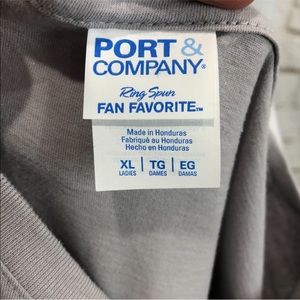 PORT &
COMPANY®
Ring Spun
FAN FAVORITE™
Made in Honduras
Fabriqué au Honduras
Hecho en Honduras
XL | TG | EG
LADIES | DAMES | DAMAS